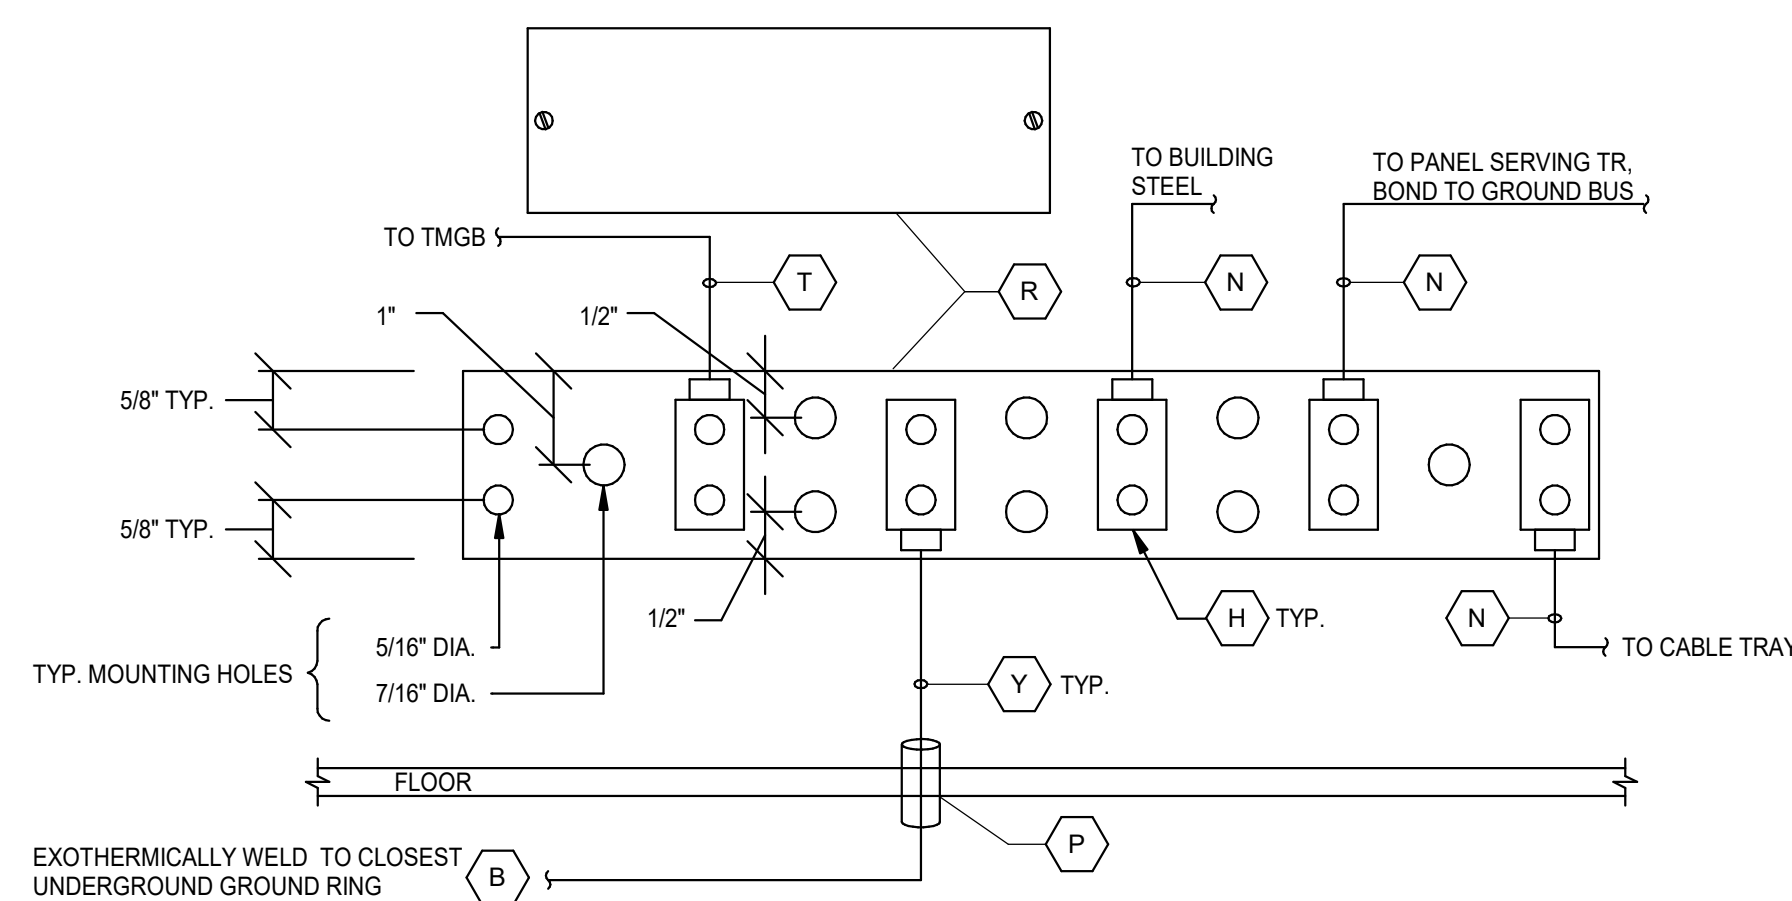 TO BUILDING
STEEL
TO PANEL SERVING TR,
BOND TO GROUND BUS
TO TMGB
T
R
N
N
1"
1/2"
5/8" TYP.
5/8" TYP.
1/2"
H TYP.
N
TO CABLE TRAY
TYP. MOUNTING HOLES
5/16" DIA.
7/16" DIA.
Y TYP.
FLOOR
P
EXOTHERMICALLY WELD TO CLOSEST
UNDERGROUND GROUND RING
B